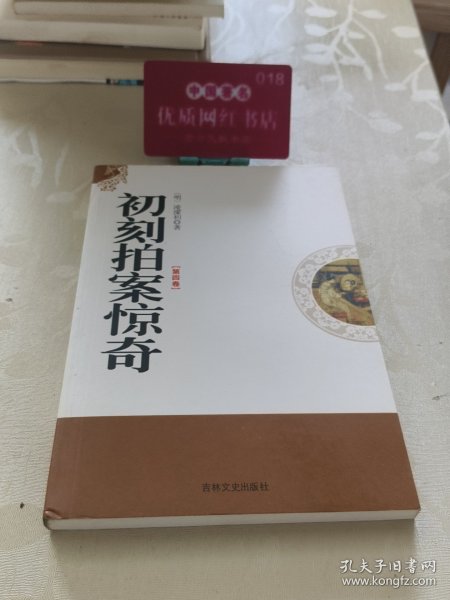 018
中国著名
优质网红书店
初刻拍案惊奇
［明］凌濛初 著
【第四卷】
吉林文史出版社
孔夫子旧书网
www.kongfz.com